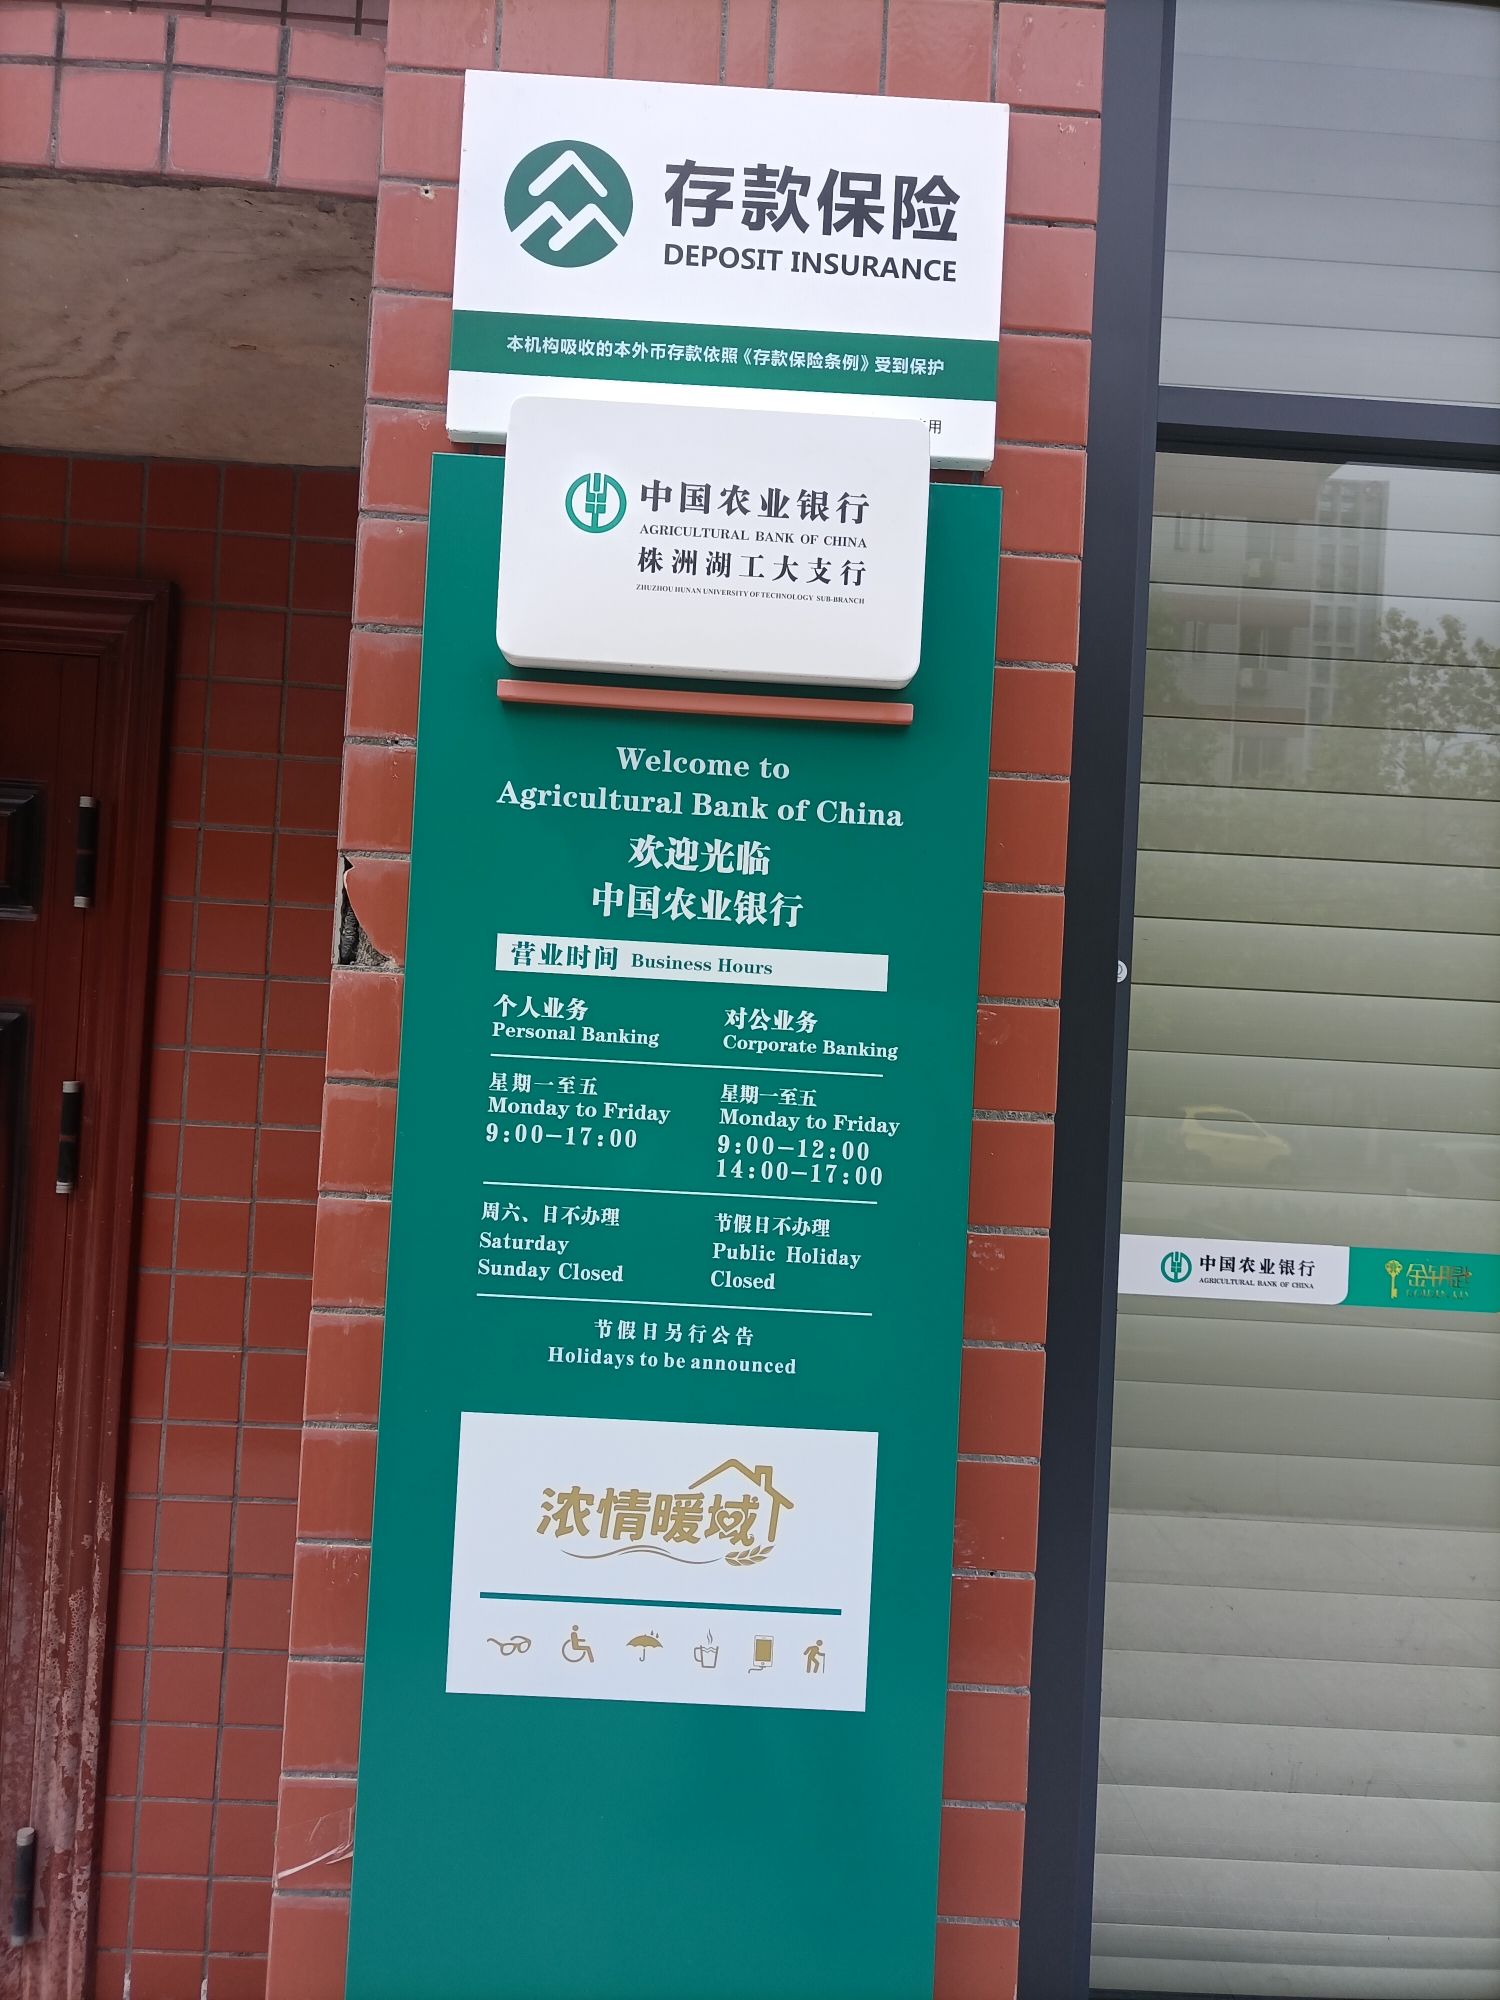 存款保险
DEPOSIT INSURANCE
本机构吸收的本外币存款依照《存款保险条例》受到保护
用
中国农业银行
AGRICULTURAL BANK OF CHINA
株洲湖工大支行
ZHUZHOU HUNAN UNIVERSITY OF TECHNOLOGY SUB-BRANCH
Welcome to
Agricultural Bank of China
欢迎光临
中国农业银行
营业时间 Business Hours
个人业务
Personal Banking
对公业务
Corporate Banking
星期一至五
Monday to Friday
9:00-17:00
星期一至五
Monday to Friday
9:00-12:00
14:00-17:00
周六、日不办理
Saturday
Sunday Closed
节假日不办理
Public Holiday
Closed
节假日另行公告
Holidays to be announced
浓情暖域
中国农业银行
AGRICULTURAL BANK OF CHINA
金钥匙
GOLDEN KEY